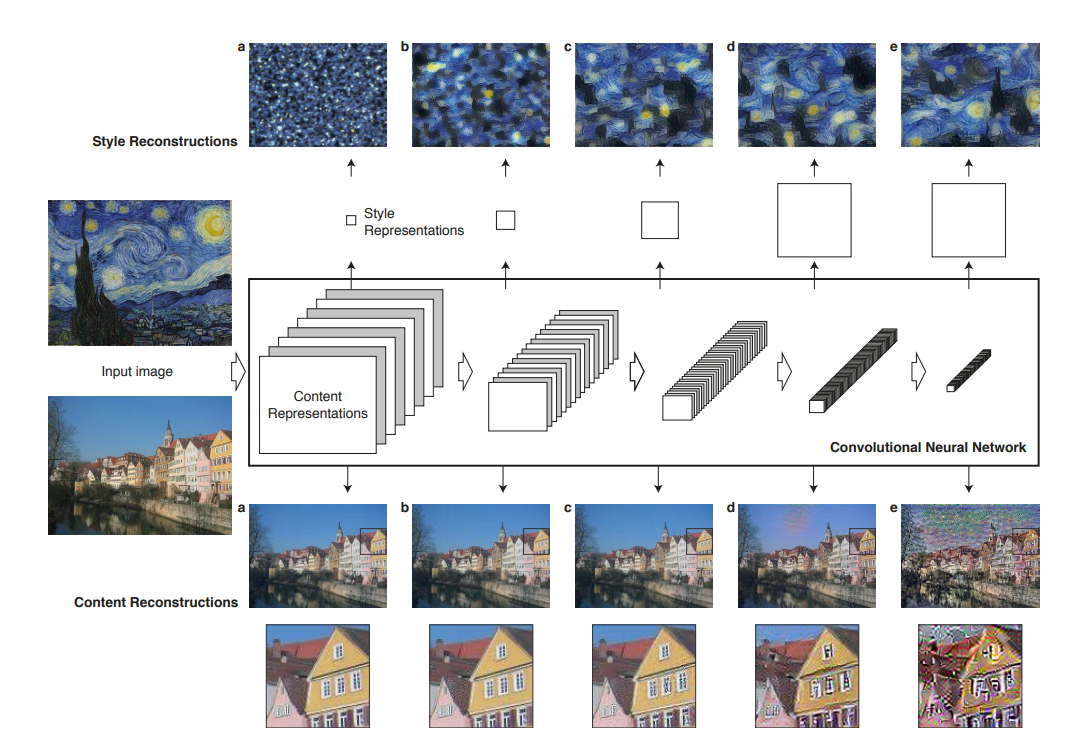 a
b
c
d
e
Style Reconstructions
Style
Representations
Input image
Content
Representations
Convolutional Neural Network
a
b
c
d
e
Content Reconstructions